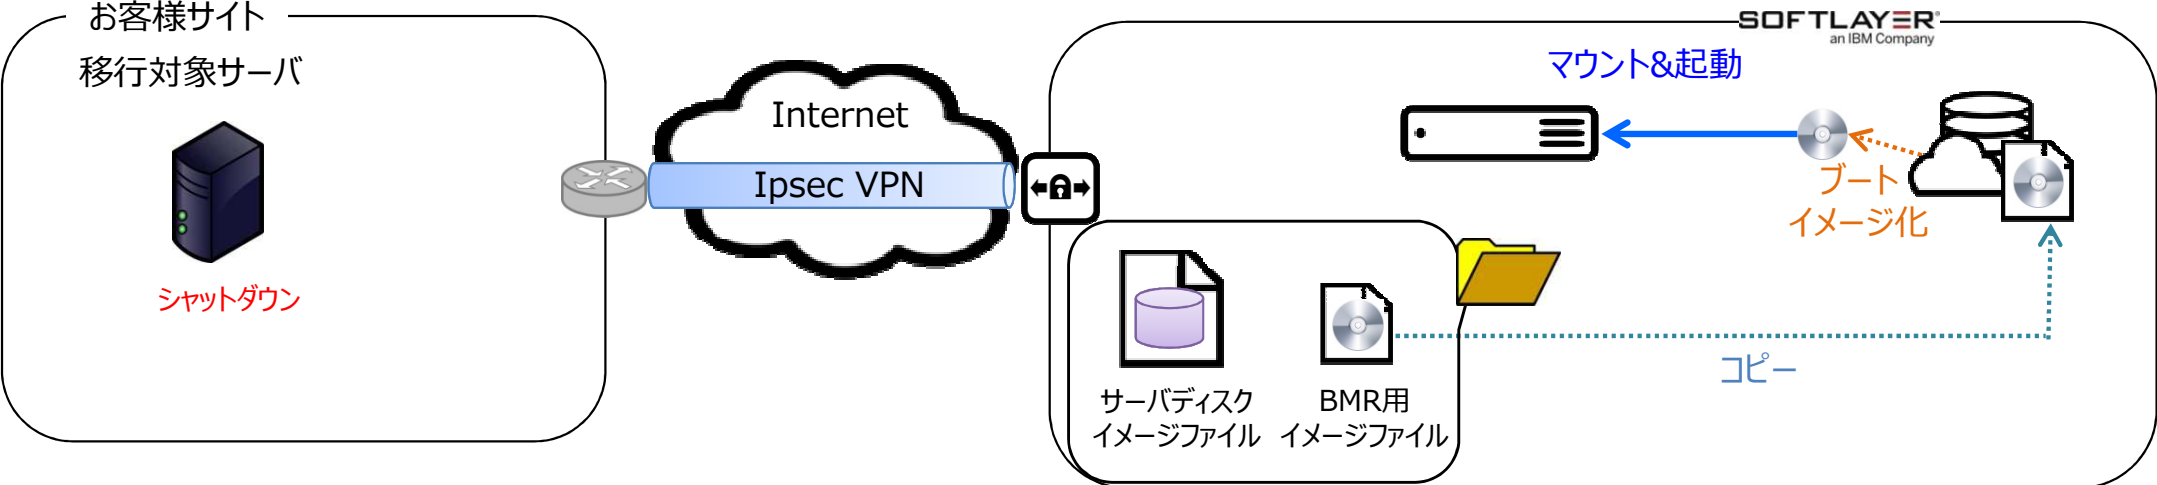 お客様サイト
移行対象サーバ
シャットダウン
Internet
Ipsec VPN
SOFTLAYER®
an IBM Company
マウント&起動
ブート
イメージ化
コピー
サーバディスク
イメージファイル
BMR用
イメージファイル